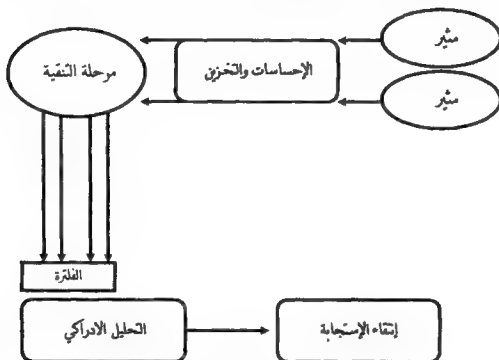 مثير
الإحساسات والتخزين
مرحلة التنقية
مثير
الفلترة
التحليل الادراكي
إنتقاء الإستجابة